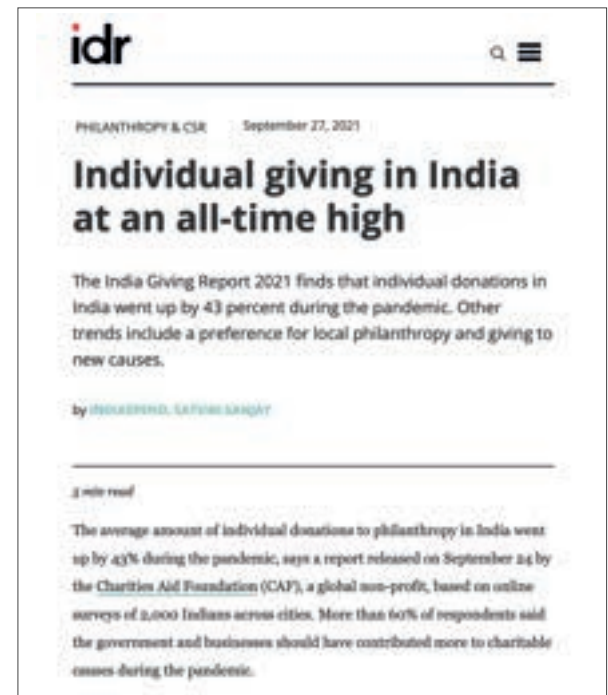 idr
PHILANTHROPY & CSR September 27, 2021
Individual giving in India
at an all-time high
The India Giving Report 2021 finds that individual donations in
India went up by 43 percent during the pandemic. Other
trends include a preference for local philanthropy and giving to
new causes.
by INDIASPEND, SANJAY
5 min read
The average amount of individual donations to philanthropy in India went
up by 43% during the pandemic, says a report released on September 24 by
the Charities Aid Foundation (CAF), a global non-profit, based on online
surveys of 2,000 Indians across cities. More than 60% of respondents said
the government and businesses should have contributed more to charitable
causes during the pandemic.